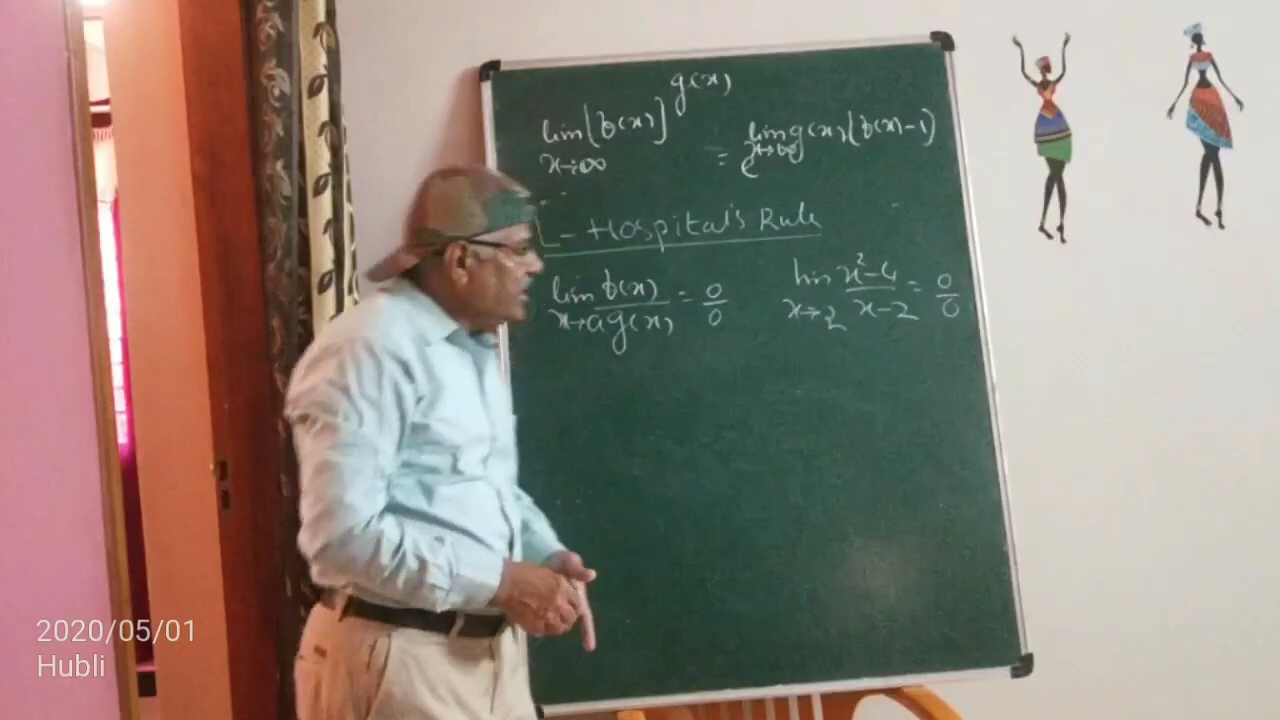 lim [f(x)]^g(x)
x→∞
= e^lim x→∞ g(x)(f(x)-1)
L-Hospital's Rule
lim x→a f(x)/g(x) = 0/0
lim x→2 x²-4/x-2 = 0/0
2020/05/01
Hubli